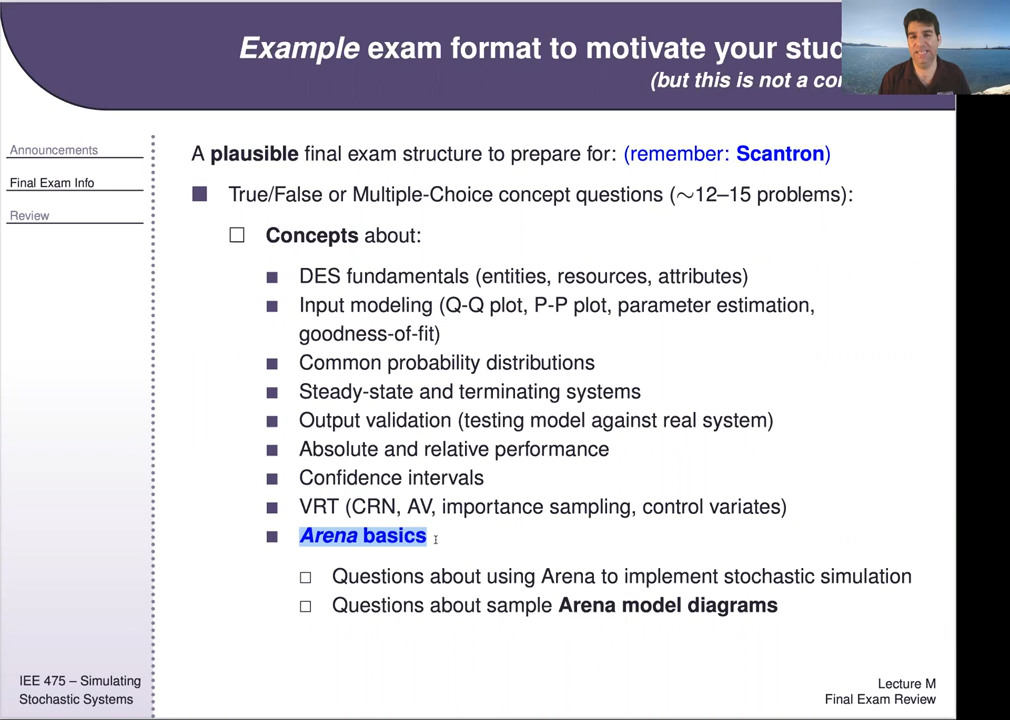 Example exam format to motivate your
(but this is not a
Announcements
Final Exam Info
Review
A plausible final exam structure to prepare for: (remember: Scantron)
True/False or Multiple-Choice concept questions (∼12–15 problems):
Concepts about:
DES fundamentals (entities, resources, attributes)
Input modeling (Q-Q plot, P-P plot, parameter estimation,
goodness-of-fit)
Common probability distributions
Steady-state and terminating systems
Output validation (testing model against real system)
Absolute and relative performance
Confidence intervals
VRT (CRN, AV, importance sampling, control variates)
Arena basics
Questions about using Arena to implement stochastic simulation
Questions about sample Arena model diagrams
IEE 475 – Simulating
Stochastic Systems
Lecture M
Final Exam Review